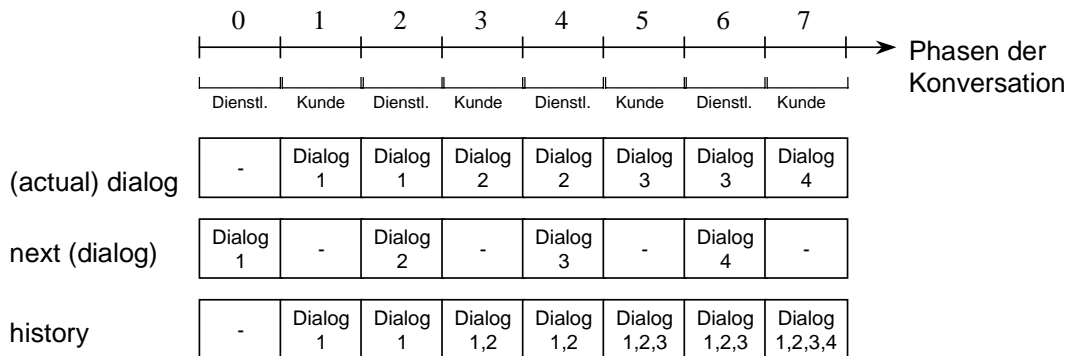 0 1 2 3 4 5 6 7
Phasen der
Konversation
Dienstl. Kunde Dienstl. Kunde Dienstl. Kunde Dienstl. Kunde
(actual) dialog
- Dialog Dialog Dialog Dialog Dialog Dialog Dialog
1 1 2 2 3 3 4
next (dialog)
Dialog - Dialog - Dialog - Dialog -
1 2 3 4
history
- Dialog Dialog Dialog Dialog Dialog Dialog Dialog
1 1 1,2 1,2 1,2,3 1,2,3 1,2,3,4